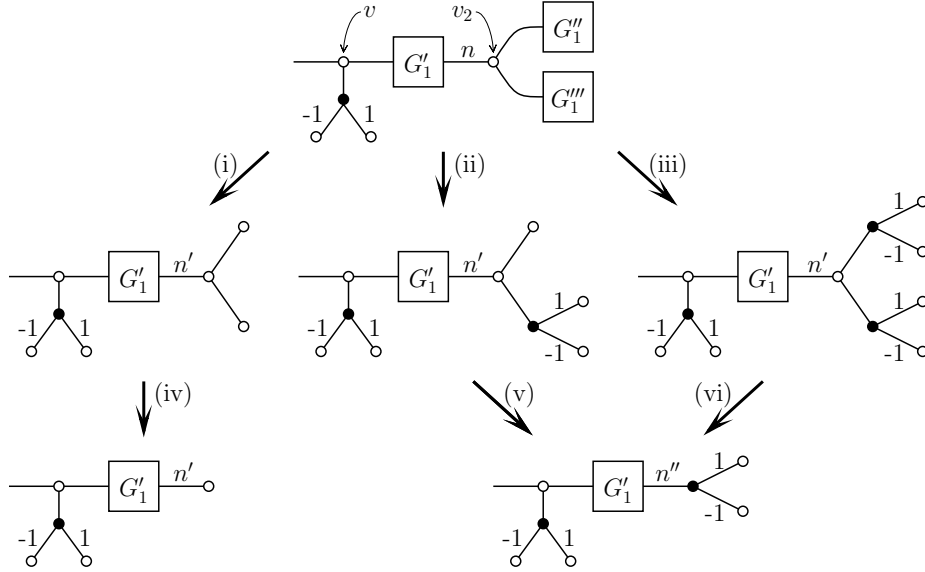 v v₂ G″₁
G′₁ n
G‴₁
-1 1
(i) (ii) (iii)
1
G′₁ n′ G′₁ n′ G′₁ n′ -1
1 1
-1 1 -1 1 -1 -1 1 -1
(iv) (v) (vi)
1
G′₁ n′ G′₁ n″
-1
-1 1 -1 1